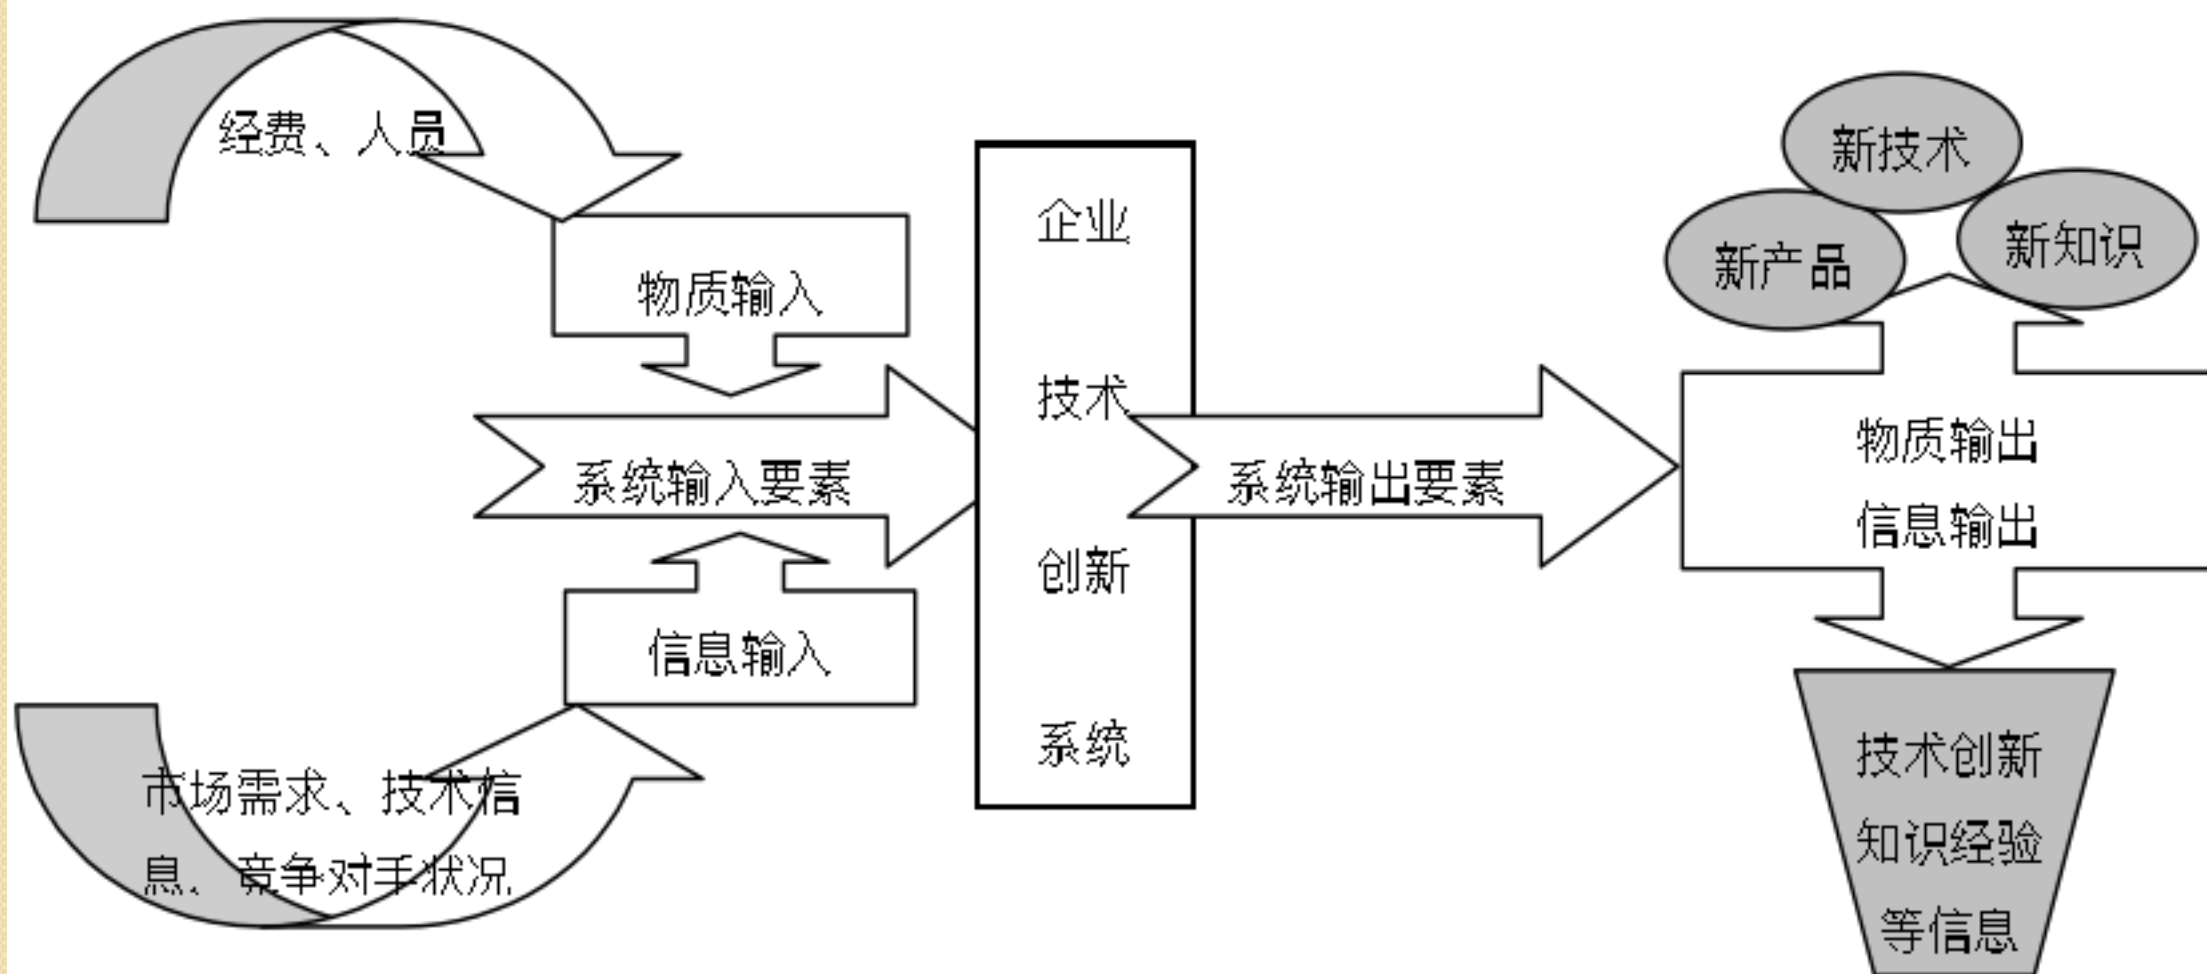 经费、人员
物质输入
系统输入要素
信息输入
市场需求、技术信
息、竞争对手状况
企业
技术
创新
系统
系统输出要素
新技术
新产品
新知识
物质输出
信息输出
技术创新
知识经验
等信息